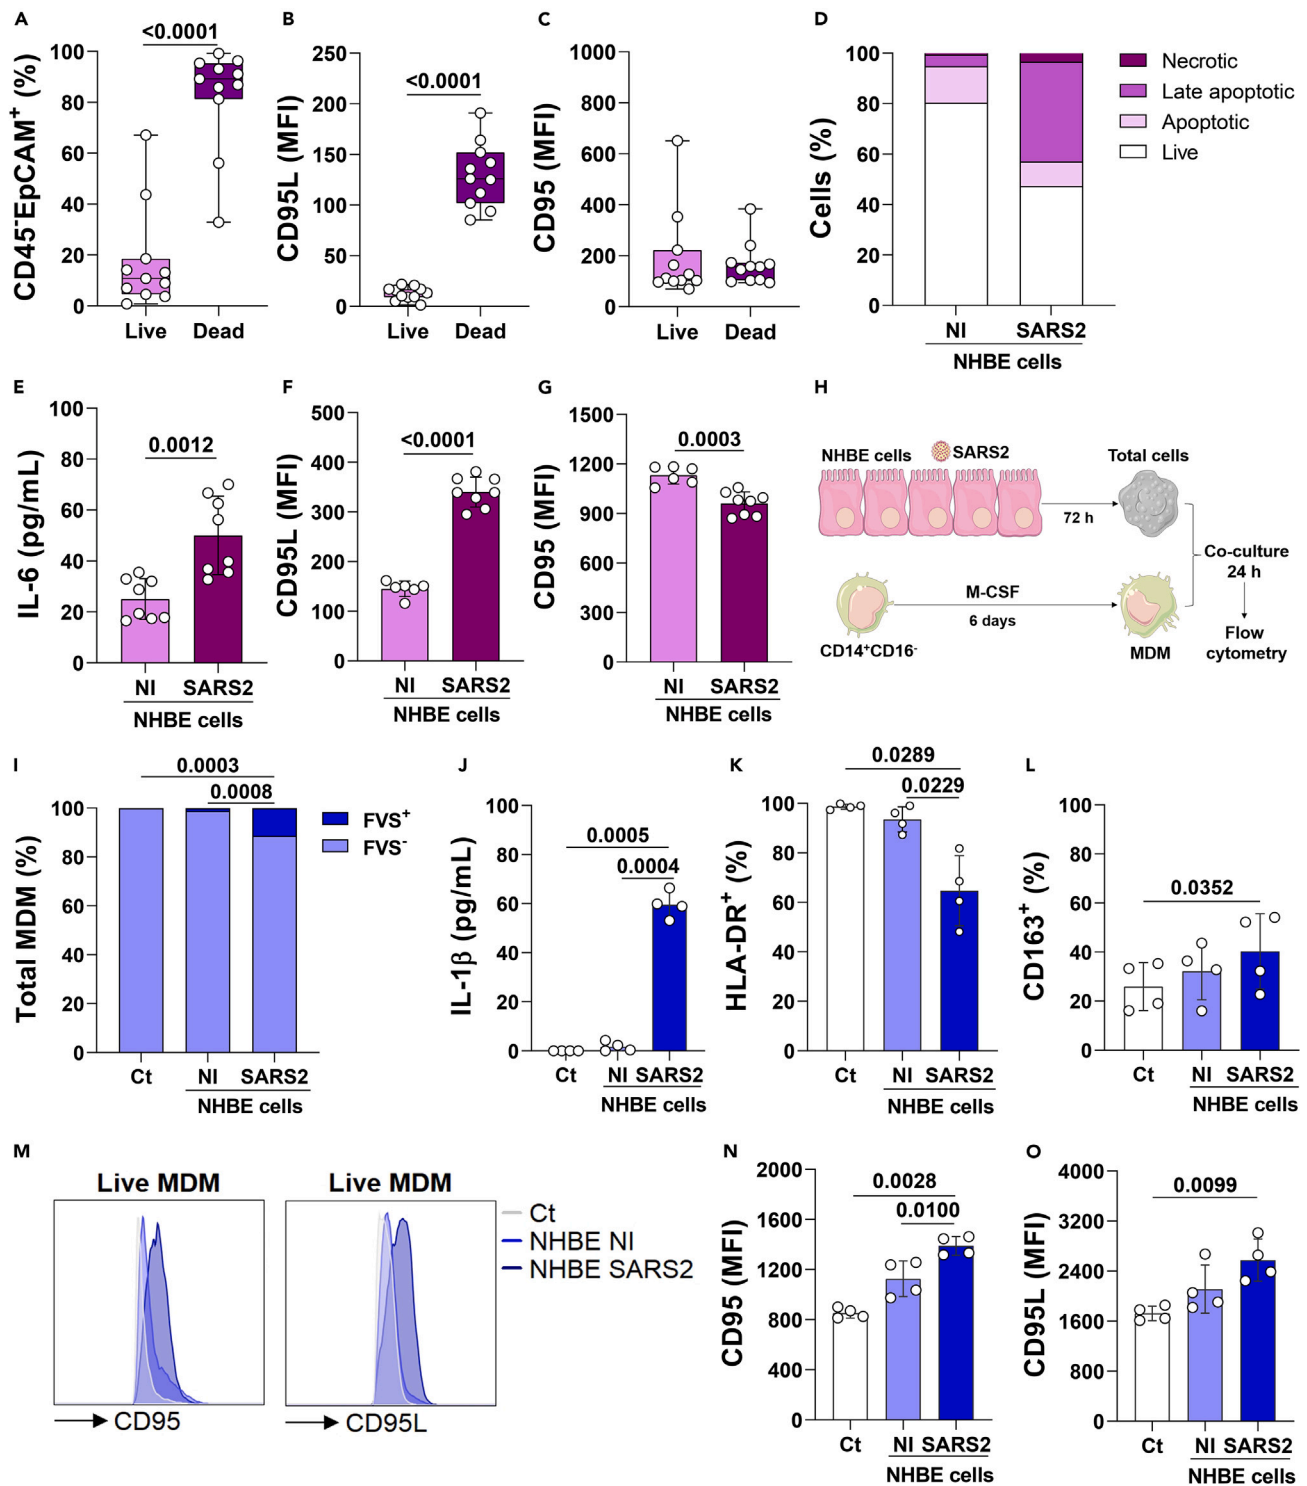 A
<0.0001
CD45⁻EpCAM⁺ (%)
100
80
60
40
20
0
Live Dead
B
<0.0001
CD95L (MFI)
250
200
150
100
50
0
Live Dead
C
CD95 (MFI)
1000
800
600
400
200
0
Live Dead
D
Cells (%)
100
80
60
40
20
0
NI SARS2
NHBE cells
Necrotic
Late apoptotic
Apoptotic
Live
E
0.0012
IL-6 (pg/mL)
100
80
60
40
20
0
NI SARS2
NHBE cells
F
<0.0001
CD95L (MFI)
500
400
300
200
100
0
NI SARS2
NHBE cells
G
0.0003
CD95 (MFI)
1500
1200
900
600
300
0
NI SARS2
NHBE cells
H
NHBE cells
SARS2
Total cells
72 h
Co-culture
24 h
M-CSF
6 days
CD14⁺CD16⁻
MDM
Flow
cytometry
I
0.0003
0.0008
Total MDM (%)
100
80
60
40
20
0
Ct NI SARS2
NHBE cells
FVS⁺
FVS⁻
J
0.0005
0.0004
IL-1β (pg/mL)
100
80
60
40
20
0
Ct NI SARS2
NHBE cells
K
0.0289
0.0229
HLA-DR⁺ (%)
100
80
60
40
20
0
Ct NI SARS2
NHBE cells
L
0.0352
CD163⁺ (%)
100
80
60
40
20
0
Ct NI SARS2
NHBE cells
M
Live MDM
Live MDM
CD95
CD95L
Ct
NHBE NI
NHBE SARS2
N
0.0028
0.0100
CD95 (MFI)
2000
1600
1200
800
400
0
Ct NI SARS2
NHBE cells
O
0.0099
CD95L (MFI)
4000
3200
2400
1600
800
0
Ct NI SARS2
NHBE cells